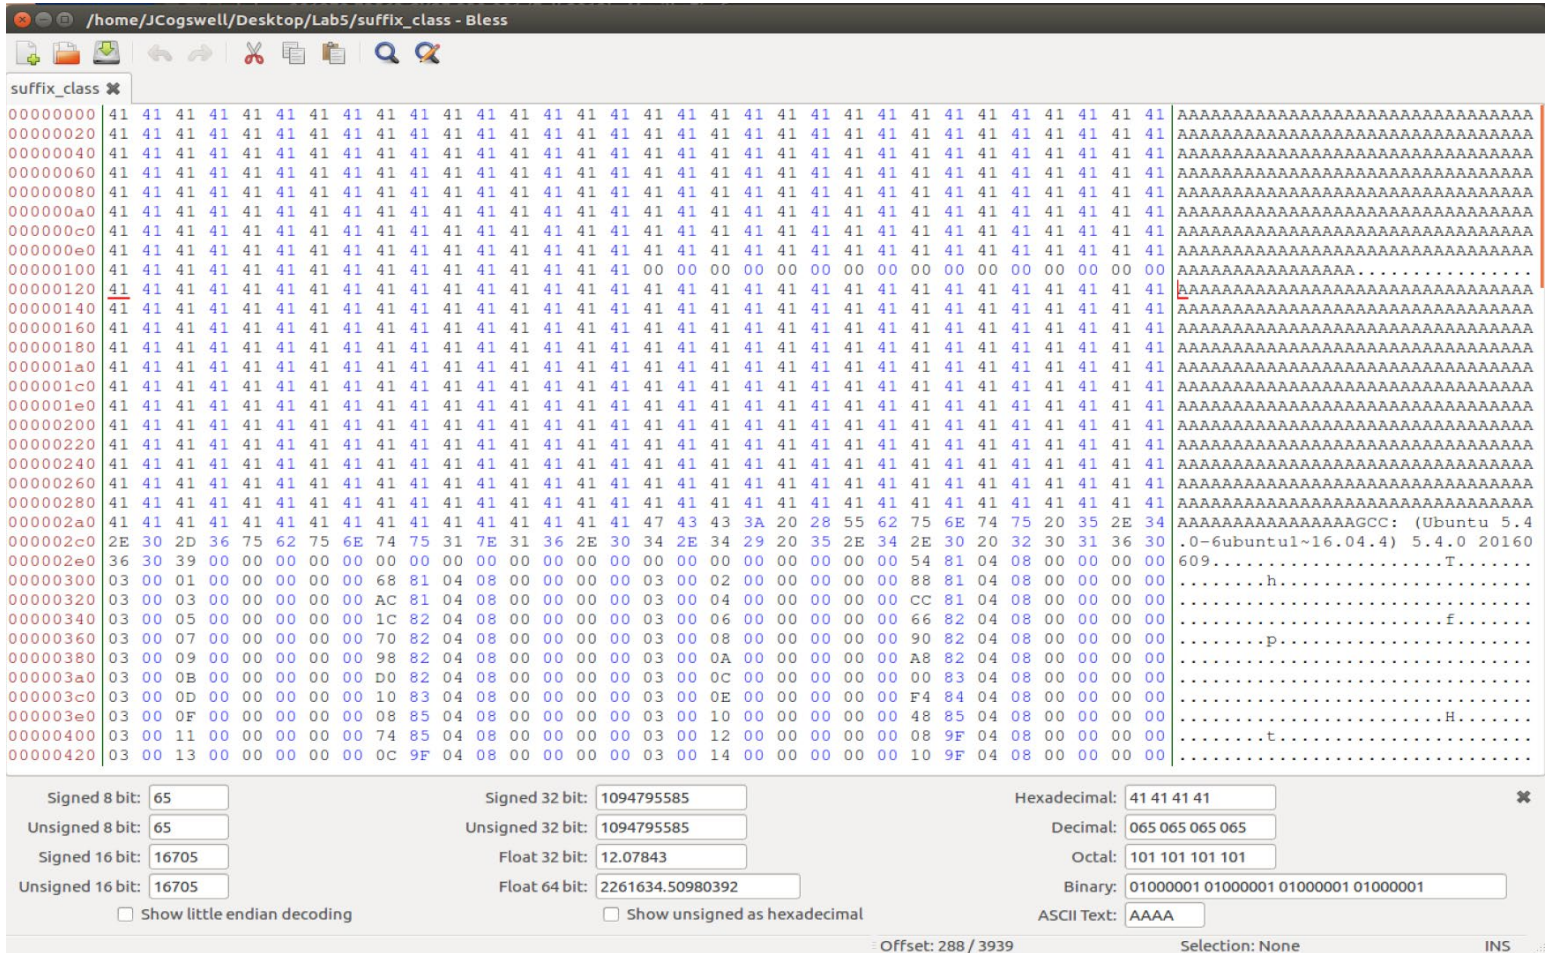 /home/JCogswell/Desktop/Lab5/suffix_class - Bless
suffix_class
00000000 41 41 41 41 41 41 41 41 41 41 41 41 41 41 41 41 41 41 41 41 41 41 41 41 41 41 41 41 41 41 41 41 AAAAAAAAAAAAAAAAAAAAAAAAAAAAAAAA
00000020 41 41 41 41 41 41 41 41 41 41 41 41 41 41 41 41 41 41 41 41 41 41 41 41 41 41 41 41 41 41 41 41 AAAAAAAAAAAAAAAAAAAAAAAAAAAAAAAA
00000040 41 41 41 41 41 41 41 41 41 41 41 41 41 41 41 41 41 41 41 41 41 41 41 41 41 41 41 41 41 41 41 41 AAAAAAAAAAAAAAAAAAAAAAAAAAAAAAAA
00000060 41 41 41 41 41 41 41 41 41 41 41 41 41 41 41 41 41 41 41 41 41 41 41 41 41 41 41 41 41 41 41 41 AAAAAAAAAAAAAAAAAAAAAAAAAAAAAAAA
00000080 41 41 41 41 41 41 41 41 41 41 41 41 41 41 41 41 41 41 41 41 41 41 41 41 41 41 41 41 41 41 41 41 AAAAAAAAAAAAAAAAAAAAAAAAAAAAAAAA
000000a0 41 41 41 41 41 41 41 41 41 41 41 41 41 41 41 41 41 41 41 41 41 41 41 41 41 41 41 41 41 41 41 41 AAAAAAAAAAAAAAAAAAAAAAAAAAAAAAAA
000000c0 41 41 41 41 41 41 41 41 41 41 41 41 41 41 41 41 41 41 41 41 41 41 41 41 41 41 41 41 41 41 41 41 AAAAAAAAAAAAAAAAAAAAAAAAAAAAAAAA
000000e0 41 41 41 41 41 41 41 41 41 41 41 41 41 41 41 41 41 41 41 41 41 41 41 41 41 41 41 41 41 41 41 41 AAAAAAAAAAAAAAAAAAAAAAAAAAAAAAAA
00000100 41 41 41 41 41 41 41 41 41 41 41 41 41 41 41 41 00 00 00 00 00 00 00 00 00 00 00 00 00 00 00 00 AAAAAAAAAAAAAAAA................
00000120 41 41 41 41 41 41 41 41 41 41 41 41 41 41 41 41 41 41 41 41 41 41 41 41 41 41 41 41 41 41 41 41 AAAAAAAAAAAAAAAAAAAAAAAAAAAAAAAA
00000140 41 41 41 41 41 41 41 41 41 41 41 41 41 41 41 41 41 41 41 41 41 41 41 41 41 41 41 41 41 41 41 41 AAAAAAAAAAAAAAAAAAAAAAAAAAAAAAAA
00000160 41 41 41 41 41 41 41 41 41 41 41 41 41 41 41 41 41 41 41 41 41 41 41 41 41 41 41 41 41 41 41 41 AAAAAAAAAAAAAAAAAAAAAAAAAAAAAAAA
00000180 41 41 41 41 41 41 41 41 41 41 41 41 41 41 41 41 41 41 41 41 41 41 41 41 41 41 41 41 41 41 41 41 AAAAAAAAAAAAAAAAAAAAAAAAAAAAAAAA
000001a0 41 41 41 41 41 41 41 41 41 41 41 41 41 41 41 41 41 41 41 41 41 41 41 41 41 41 41 41 41 41 41 41 AAAAAAAAAAAAAAAAAAAAAAAAAAAAAAAA
000001c0 41 41 41 41 41 41 41 41 41 41 41 41 41 41 41 41 41 41 41 41 41 41 41 41 41 41 41 41 41 41 41 41 AAAAAAAAAAAAAAAAAAAAAAAAAAAAAAAA
000001e0 41 41 41 41 41 41 41 41 41 41 41 41 41 41 41 41 41 41 41 41 41 41 41 41 41 41 41 41 41 41 41 41 AAAAAAAAAAAAAAAAAAAAAAAAAAAAAAAA
00000200 41 41 41 41 41 41 41 41 41 41 41 41 41 41 41 41 41 41 41 41 41 41 41 41 41 41 41 41 41 41 41 41 AAAAAAAAAAAAAAAAAAAAAAAAAAAAAAAA
00000220 41 41 41 41 41 41 41 41 41 41 41 41 41 41 41 41 41 41 41 41 41 41 41 41 41 41 41 41 41 41 41 41 AAAAAAAAAAAAAAAAAAAAAAAAAAAAAAAA
00000240 41 41 41 41 41 41 41 41 41 41 41 41 41 41 41 41 41 41 41 41 41 41 41 41 41 41 41 41 41 41 41 41 AAAAAAAAAAAAAAAAAAAAAAAAAAAAAAAA
00000260 41 41 41 41 41 41 41 41 41 41 41 41 41 41 41 41 41 41 41 41 41 41 41 41 41 41 41 41 41 41 41 41 AAAAAAAAAAAAAAAAAAAAAAAAAAAAAAAA
00000280 41 41 41 41 41 41 41 41 41 41 41 41 41 41 41 41 41 41 41 41 41 41 41 41 41 41 41 41 41 41 41 41 AAAAAAAAAAAAAAAAAAAAAAAAAAAAAAAA
000002a0 41 41 41 41 41 41 41 41 41 41 41 41 41 41 41 41 47 43 43 3A 20 28 55 62 75 6E 74 75 20 35 2E 34 AAAAAAAAAAAAAAAAGCC: (Ubuntu 5.4
000002c0 2E 30 2D 36 75 62 75 6E 74 75 31 7E 31 36 2E 30 34 2E 34 29 20 35 2E 34 2E 30 20 32 30 31 36 30 .0-6ubuntu1~16.04.4) 5.4.0 20160
000002e0 36 30 39 00 00 00 00 00 00 00 00 00 00 00 00 00 00 00 00 00 00 00 00 00 54 81 04 08 00 00 00 00 609.....................T.......
00000300 03 00 01 00 00 00 00 00 68 81 04 08 00 00 00 00 03 00 02 00 00 00 00 00 88 81 04 08 00 00 00 00 ........h.......................
00000320 03 00 03 00 00 00 00 00 AC 81 04 08 00 00 00 00 03 00 04 00 00 00 00 00 CC 81 04 08 00 00 00 00 ................................
00000340 03 00 05 00 00 00 00 00 1C 82 04 08 00 00 00 00 03 00 06 00 00 00 00 00 66 82 04 08 00 00 00 00 ........................f.......
00000360 03 00 07 00 00 00 00 00 70 82 04 08 00 00 00 00 03 00 08 00 00 00 00 00 90 82 04 08 00 00 00 00 ........p.......................
00000380 03 00 09 00 00 00 00 00 98 82 04 08 00 00 00 00 03 00 0A 00 00 00 00 00 A8 82 04 08 00 00 00 00 ................................
000003a0 03 00 0B 00 00 00 00 00 D0 82 04 08 00 00 00 00 03 00 0C 00 00 00 00 00 00 83 04 08 00 00 00 00 ................................
000003c0 03 00 0D 00 00 00 00 00 10 83 04 08 00 00 00 00 03 00 0E 00 00 00 00 00 F4 84 04 08 00 00 00 00 ................................
000003e0 03 00 0F 00 00 00 00 00 08 85 04 08 00 00 00 00 03 00 10 00 00 00 00 00 48 85 04 08 00 00 00 00 ........................H.......
00000400 03 00 11 00 00 00 00 00 74 85 04 08 00 00 00 00 03 00 12 00 00 00 00 00 08 9F 04 08 00 00 00 00 ........t.......................
00000420 03 00 13 00 00 00 00 00 0C 9F 04 08 00 00 00 00 03 00 14 00 00 00 00 00 10 9F 04 08 00 00 00 00 ................................
Signed 8 bit: 65 Signed 32 bit: 1094795585 Hexadecimal: 41 41 41 41
Unsigned 8 bit: 65 Unsigned 32 bit: 1094795585 Decimal: 065 065 065 065
Signed 16 bit: 16705 Float 32 bit: 12.07843 Octal: 101 101 101 101
Unsigned 16 bit: 16705 Float 64 bit: 2261634.50980392 Binary: 01000001 01000001 01000001 01000001
Show little endian decoding Show unsigned as hexadecimal ASCII Text: AAAA
Offset: 288 / 3939 Selection: None INS